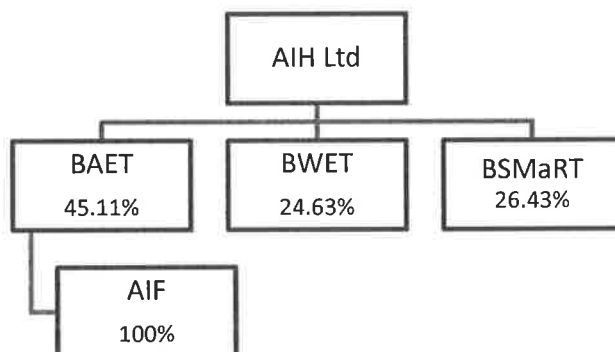 AIH Ltd
BAET
45.11%
BWET
24.63%
BSMaRT
26.43%
AIF
100%